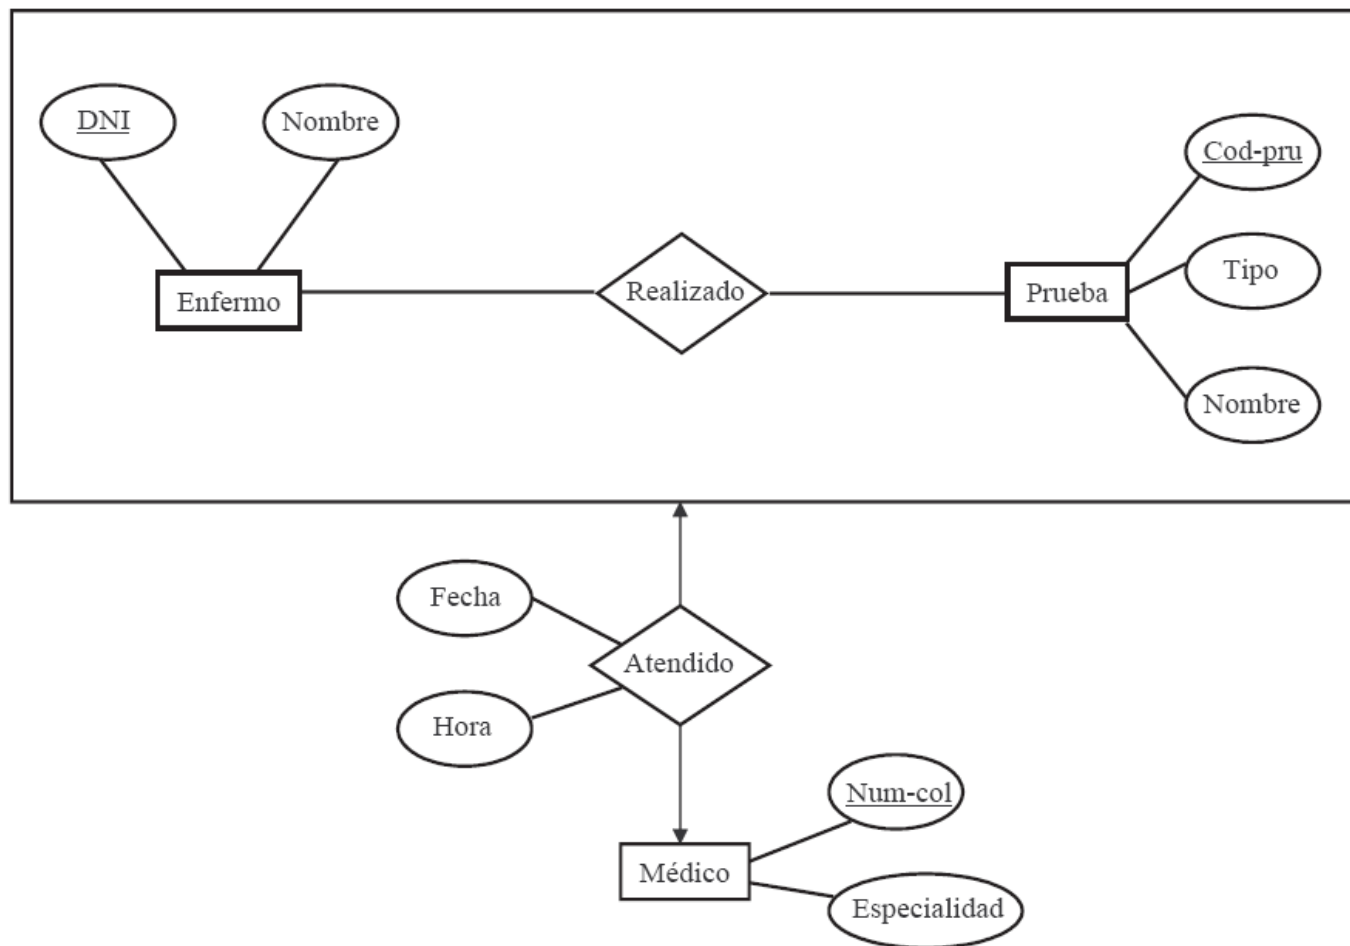 DNI
Nombre
Cod-pru
Tipo
Enfermo
Realizado
Prueba
Nombre
Fecha
Atendido
Hora
Num-col
Médico
Especialidad